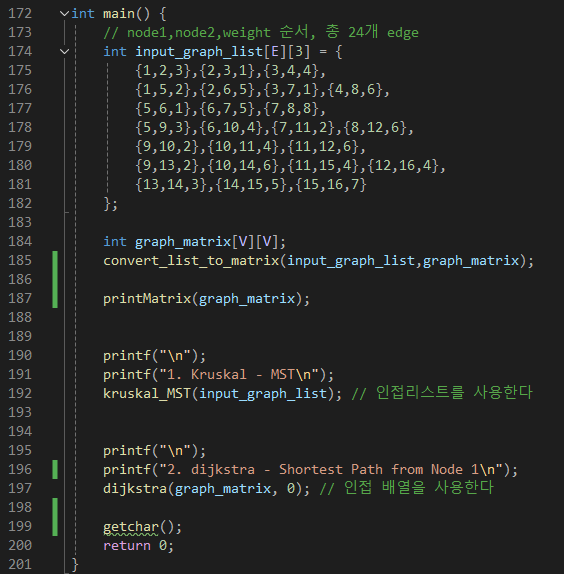 172 int main() {
173 // node1,node2,weight 순서, 총 24개 edge
174 int input_graph_list[E][3] = {
175 {1,2,3},{2,3,1},{3,4,4},
176 {1,5,2},{2,6,5},{3,7,1},{4,8,6},
177 {5,6,1},{6,7,5},{7,8,8},
178 {5,9,3},{6,10,4},{7,11,2},{8,12,6},
179 {9,10,2},{10,11,4},{11,12,6},
180 {9,13,2},{10,14,6},{11,15,4},{12,16,4},
181 {13,14,3},{14,15,5},{15,16,7}
182 };
183
184 int graph_matrix[V][V];
185 convert_list_to_matrix(input_graph_list,graph_matrix);
186
187 printMatrix(graph_matrix);
188
189
190 printf("\n");
191 printf("1. Kruskal - MST\n");
192 kruskal_MST(input_graph_list); // 인접리스트를 사용한다
193
194
195 printf("\n");
196 printf("2. dijkstra - Shortest Path from Node 1\n");
197 dijkstra(graph_matrix, 0); // 인접 배열을 사용한다
198
199 getchar();
200 return 0;
201 }